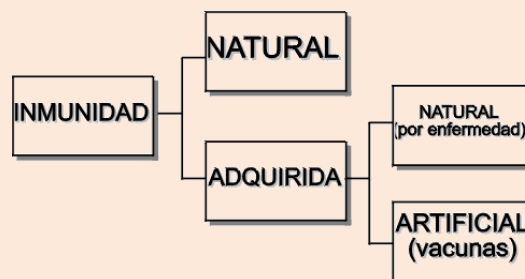 NATURAL
INMUNIDAD
NATURAL
(por enfermedad)
ADQUIRIDA
ARTIFICIAL
(vacunas)